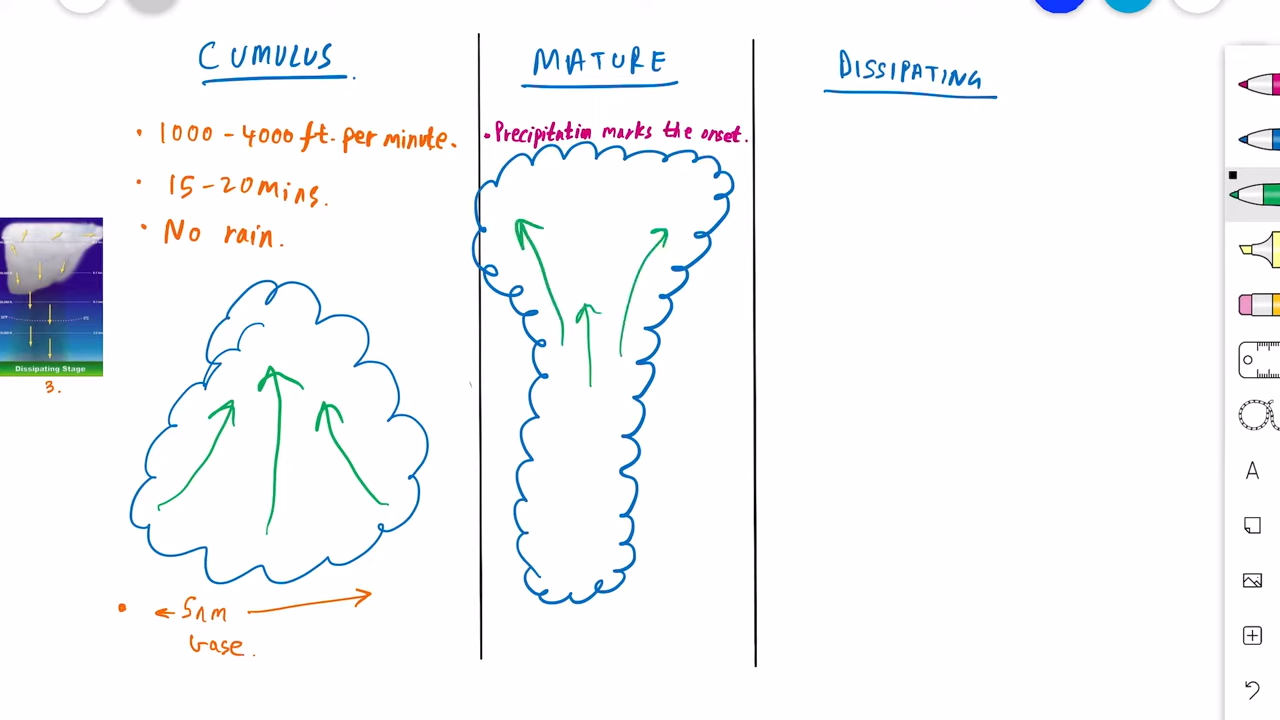 CUMULUS.
• 1000-4000 ft. per minute.
• 15-20 Mins.
• No rain.
Dissipating Stage
3.
• 5nm
base.
MATURE
• Precipitation marks the onset.
DISSIPATING
A